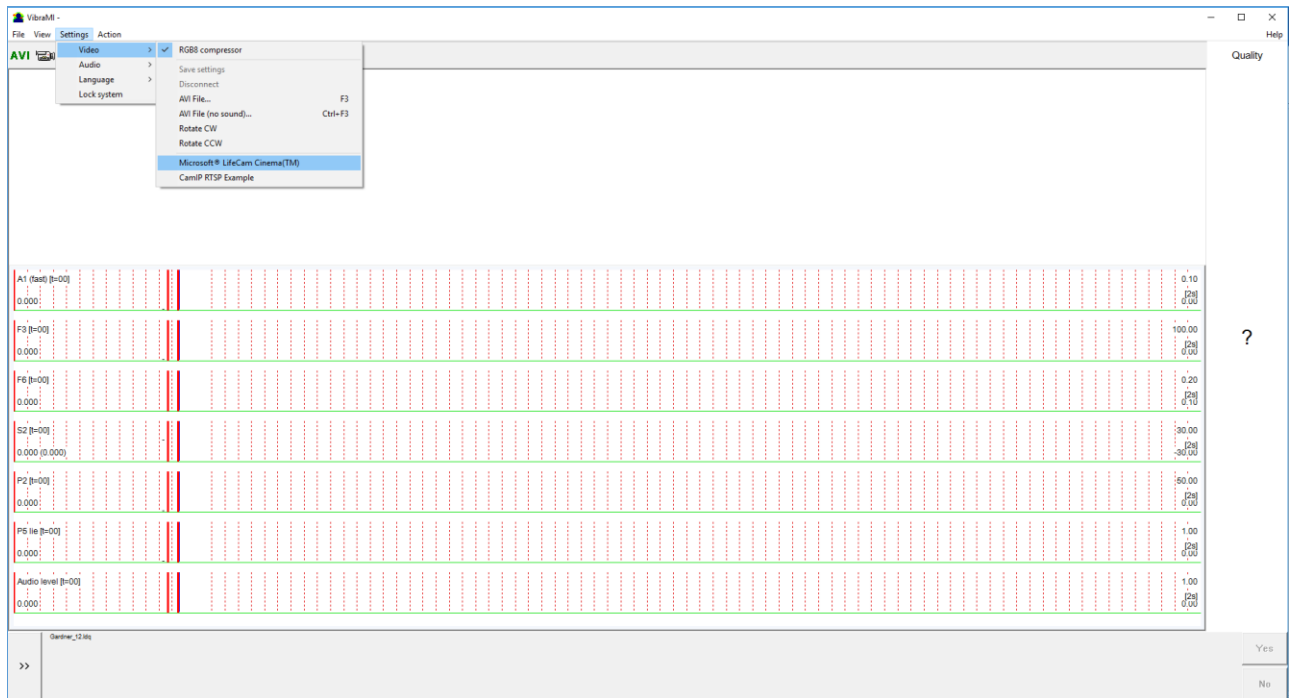 VibraMI -
File View Settings Action Help
AVI
Video
Audio
Language
Lock system
RGB8 compressor
Save settings
Disconnect
AVI File... F3
AVI File (no sound)... Ctrl+F3
Rotate CW
Rotate CCW
Microsoft® LifeCam Cinema(TM)
CamIP RTSP Example
Quality
?
A1 (fast) [t=00] 0.10
[2s]
0.000 0.00
F3 [t=00] 100.00
[2s]
0.000 0.00
F6 [t=00] 0.20
[2s]
0.000 0.10
S2 [t=00] 30.00
[2s]
0.000 (0.000) -30.00
P2 [t=00] 50.00
[2s]
0.000 0.00
P5 lie [t=00] 1.00
[2s]
0.000 0.00
Audio level [t=00] 1.00
[2s]
0.000 0.00
Gardner_12.ldq
>>
Yes
No